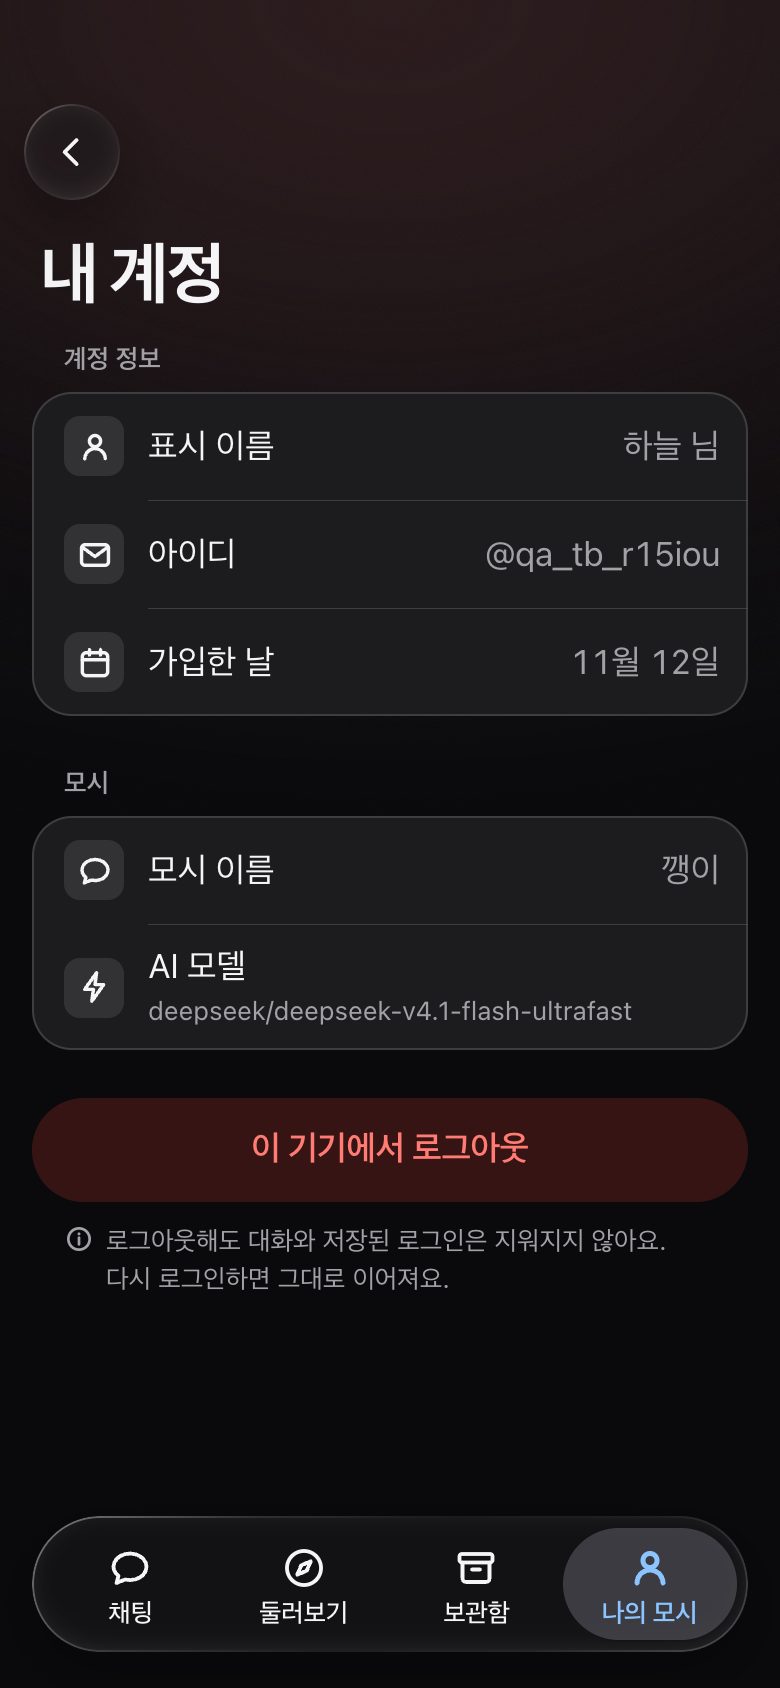 내 계정
계정 정보
표시 이름 하늘 님
아이디 @qa_tb_r15iou
가입한 날 11월 12일
모시
모시 이름 깽이
AI 모델
deepseek/deepseek-v4.1-flash-ultrafast
이 기기에서 로그아웃
로그아웃해도 대화와 저장된 로그인은 지워지지 않아요.
다시 로그인하면 그대로 이어져요.
채팅 둘러보기 보관함 나의 모시